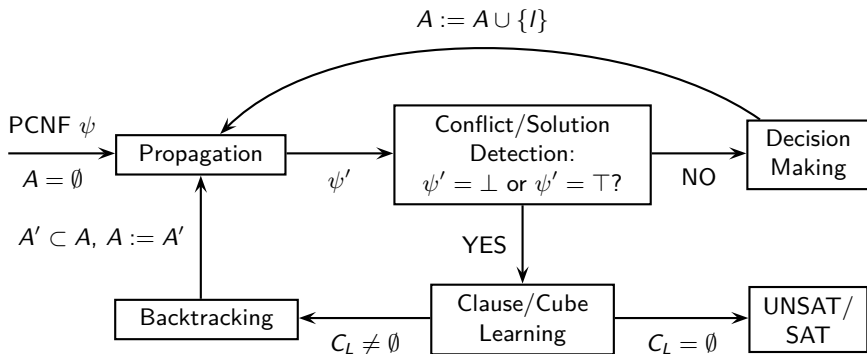 A := A ∪ {l}
PCNF ψ
A = ∅
Propagation
ψ′
Conflict/Solution
Detection:
ψ′ = ⊥ or ψ′ = ⊤?
NO
Decision
Making
A′ ⊂ A, A := A′
YES
Backtracking
C_L ≠ ∅
Clause/Cube
Learning
C_L = ∅
UNSAT/
SAT